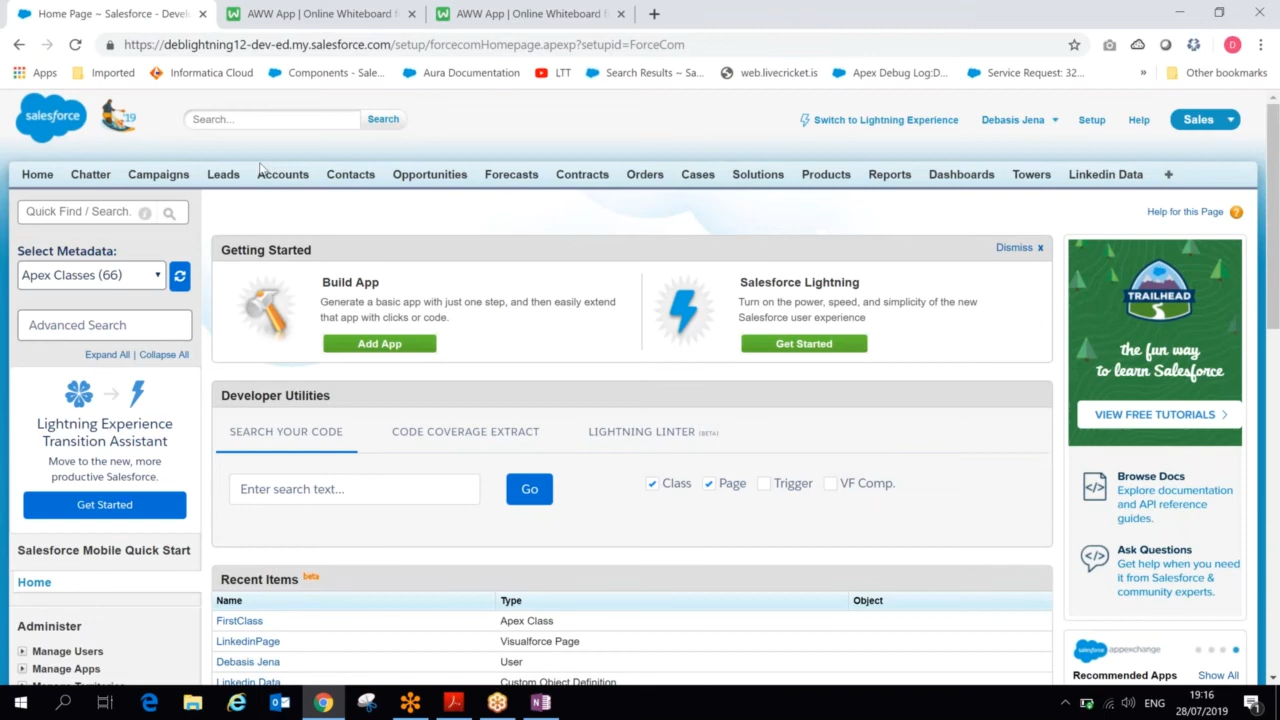 Home Page ~ Salesforce - Devel
AWW App | Online Whiteboard f
AWW App | Online Whiteboard f
https://deblightning12-dev-ed.my.salesforce.com/setup/forcecomHomepage.apexp?setupid=ForceCom
D
Apps
Imported
Informatica Cloud
Components - Sale...
Aura Documentation
LTT
Search Results ~ Sa...
web.livecricket.is
Apex Debug Log:D...
Service Request: 32...
»
Other bookmarks
salesforce
'19
Search...
Search
Switch to Lightning Experience
Debasis Jena
Setup
Help
Sales
Home
Chatter
Campaigns
Leads
Accounts
Contacts
Opportunities
Forecasts
Contracts
Orders
Cases
Solutions
Products
Reports
Dashboards
Towers
Linkedin Data
+
Quick Find / Search.
Help for this Page
Select Metadata:
Apex Classes (66)
Advanced Search
Expand All | Collapse All
Lightning Experience
Transition Assistant
Move to the new, more
productive Salesforce.
Get Started
Salesforce Mobile Quick Start
Home
Administer
Manage Users
Manage Apps
Getting Started
Dismiss x
Build App
Generate a basic app with just one step, and then easily extend
that app with clicks or code.
Add App
Salesforce Lightning
Turn on the power, speed, and simplicity of the new
Salesforce user experience
Get Started
Developer Utilities
SEARCH YOUR CODE
CODE COVERAGE EXTRACT
LIGHTNING LINTER (BETA)
Enter search text...
Go
Class
Page
Trigger
VF Comp.
Recent Items beta
Name
Type
Object
FirstClass
Apex Class
LinkedinPage
Visualforce Page
Debasis Jena
User
Linkedin Data
Custom Object Definition
TRAILHEAD
the fun way
to learn Salesforce
VIEW FREE TUTORIALS
Browse Docs
Explore documentation
and API reference
guides.
Ask Questions
Get help when you need
it from Salesforce &
community experts.
salesforce appexchange
Recommended Apps
Show All
ENG
19:16
28/07/2019
1